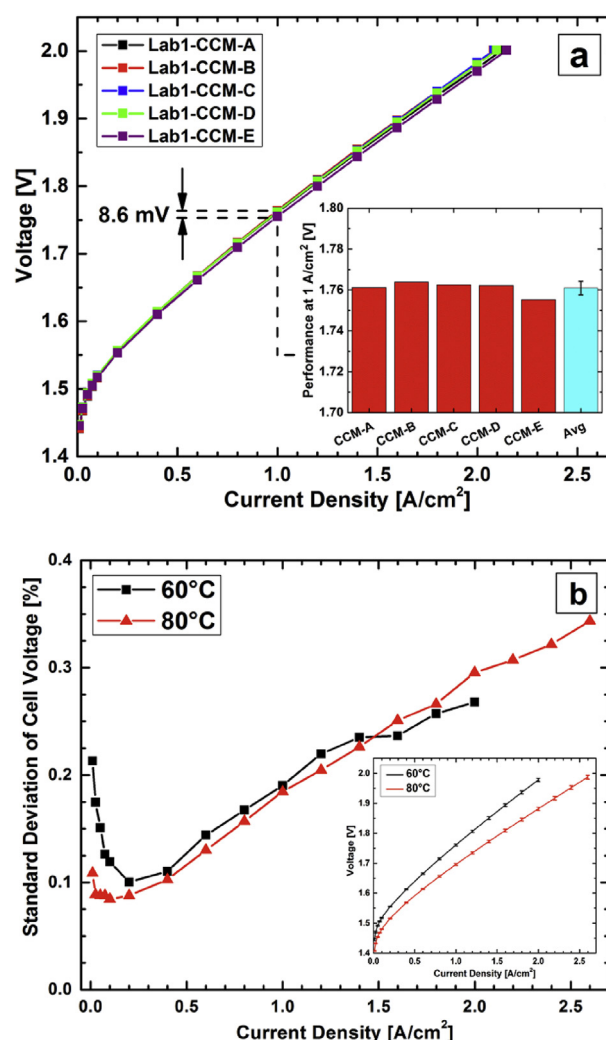 a
Lab1-CCM-A
Lab1-CCM-B
Lab1-CCM-C
Lab1-CCM-D
Lab1-CCM-E
8.6 mV
Voltage [V]
2.0
1.9
1.8
1.7
1.6
1.5
1.4
0.0 0.5 1.0 1.5 2.0 2.5
Current Density [A/cm²]
Performance at 1 A/cm² [V]
1.80
1.78
1.76
1.74
1.72
1.70
CCM-A CCM-B CCM-C CCM-D CCM-E Avg
b
60°C
80°C
Standard Deviation of Cell Voltage [%]
0.4
0.3
0.2
0.1
0.0
0.0 0.5 1.0 1.5 2.0 2.5
Current Density [A/cm²]
60°C
80°C
Voltage [V]
2.0
1.9
1.8
1.7
1.6
1.5
1.4
0.0 0.5 1.0 1.5 2.0 2.5
Current Density [A/cm²]